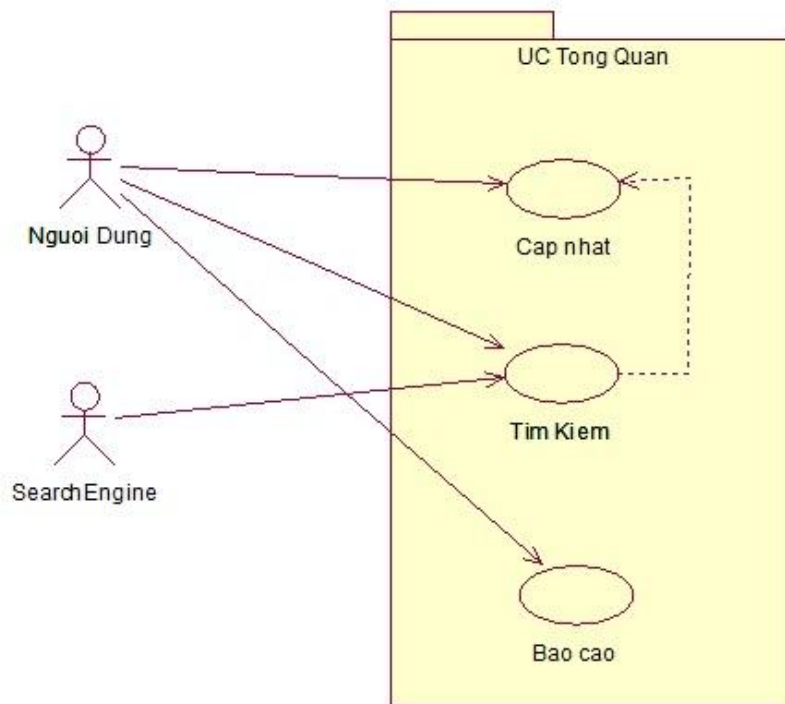 UC Tong Quan
Nguoi Dung
Cap nhat
Tim Kiem
SearchEngine
Bao cao